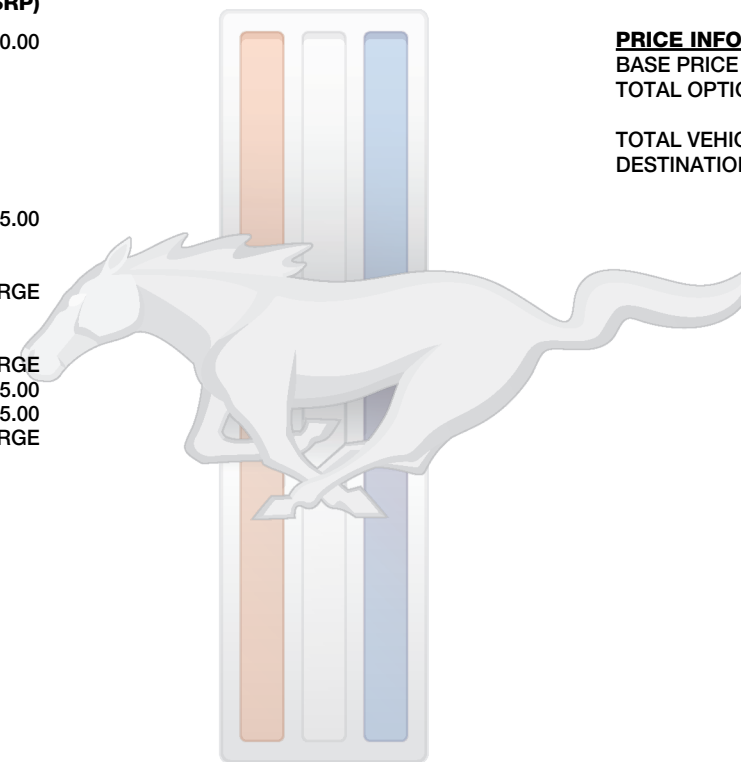 SRP)
0.00
5.00
RGE
RGE
5.00
5.00
RGE
PRICE INFO
BASE PRICE
TOTAL OPTIO
TOTAL VEHIC
DESTINATION